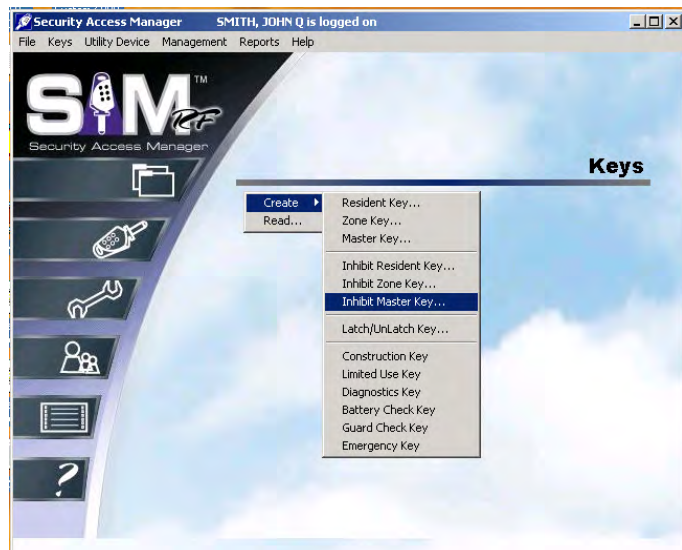 Security Access Manager SMITH, JOHN Q is logged on
File Keys Utility Device Management Reports Help
SAM TM
RF
Security Access Manager
Keys
Create
Read...
Resident Key...
Zone Key...
Master Key...
Inhibit Resident Key...
Inhibit Zone Key...
Inhibit Master Key...
Latch/UnLatch Key...
Construction Key
Limited Use Key
Diagnostics Key
Battery Check Key
Guard Check Key
Emergency Key
?